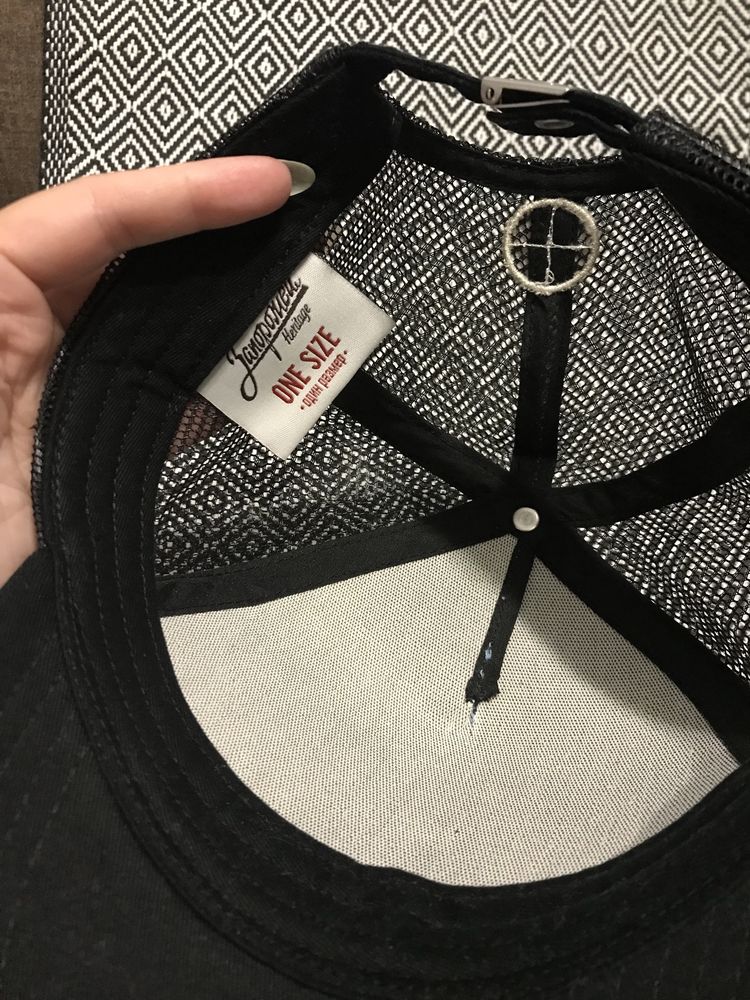 Запорожец
Heritage
ONE SIZE
• один размер •